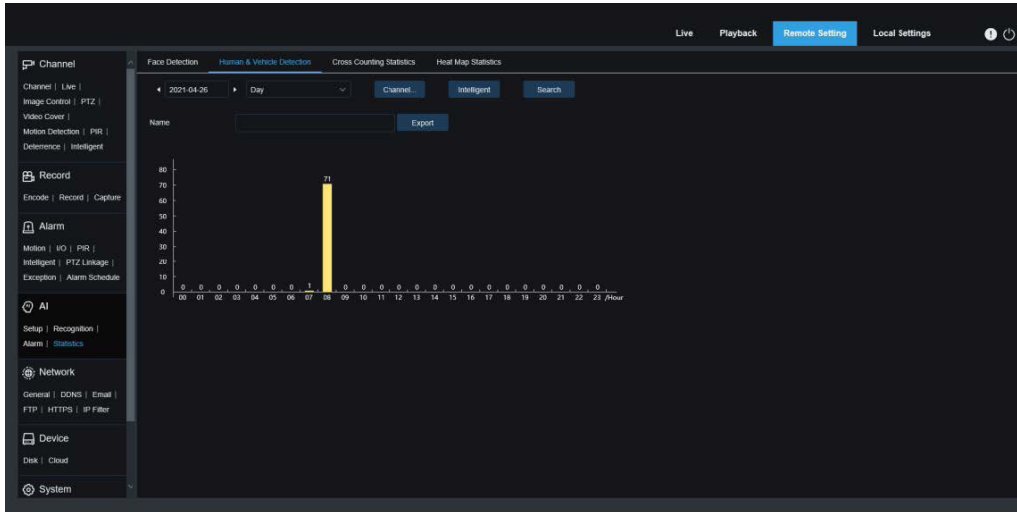 Live Playback Remote Setting Local Settings
Channel
Channel | Live |
Image Control | PTZ |
Video Cover |
Motion Detection | PIR |
Deterrence | Intelligent
Record
Encode | Record | Capture
Alarm
Motion | I/O | PIR |
Intelligent | PTZ Linkage |
Exception | Alarm Schedule
AI
Setup | Recognition |
Alarm | Statistics
Network
General | DDNS | Email |
FTP | HTTPS | IP Filter
Device
Disk | Cloud
System
Face Detection Human & Vehicle Detection Cross Counting Statistics Heat Map Statistics
2021-04-26 Day Channel... Intelligent Search
Name Export
80
70
60
50
40
30
20
10
0
0 0 0 0 0 0 0 1 71 0 0 0 0 0 0 0 0 0 0 0 0 0 0 0
00 01 02 03 04 05 06 07 08 09 10 11 12 13 14 15 16 17 18 19 20 21 22 23 /Hour